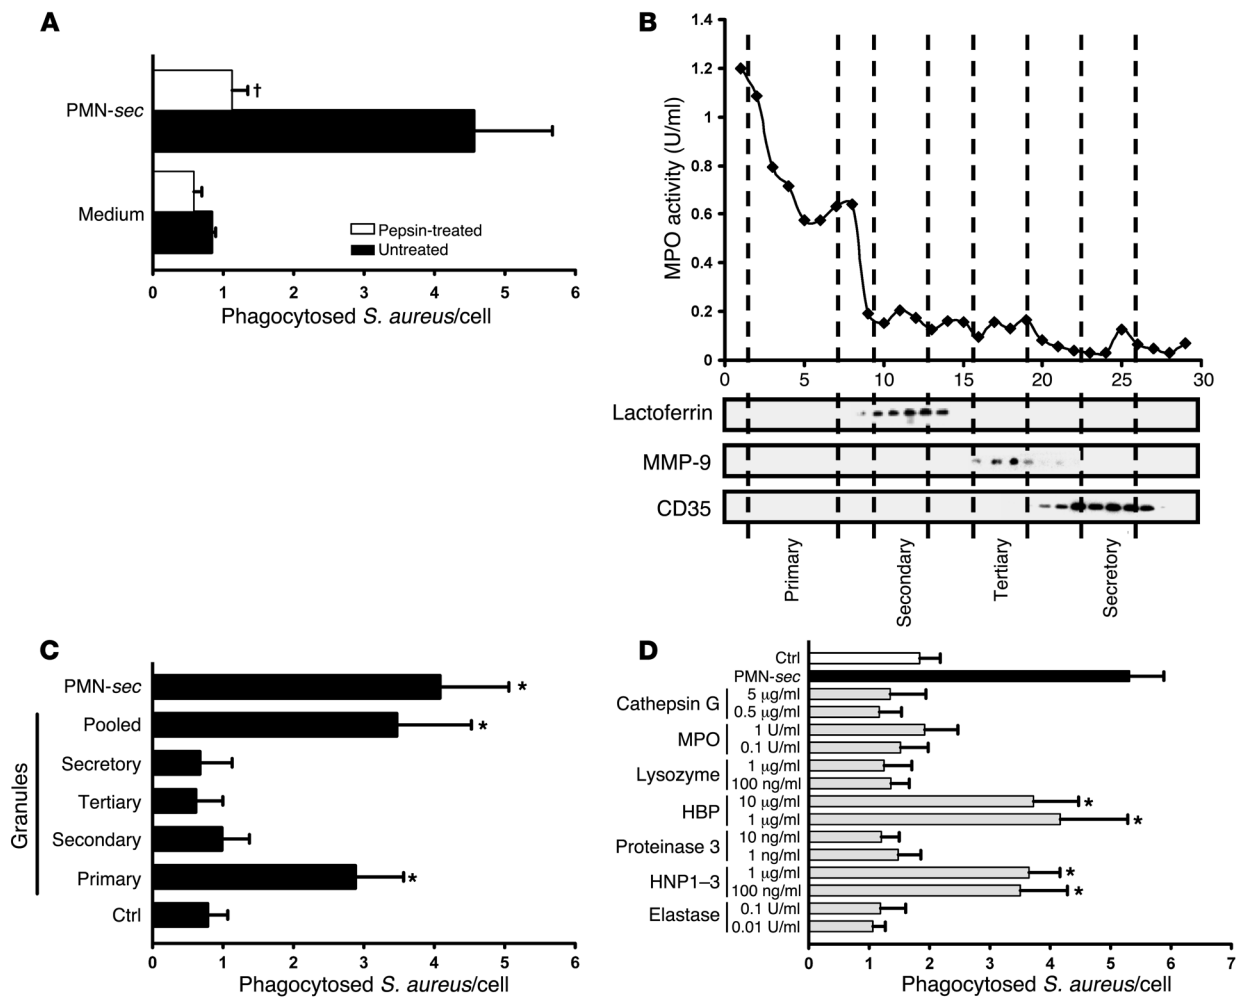 A
PMN-sec
†
Medium
Pepsin-treated
Untreated
0 1 2 3 4 5 6
Phagocytosed S. aureus/cell
B
MPO activity (U/ml)
1.4
1.2
1
0.8
0.6
0.4
0.2
0
0 5 10 15 20 25 30
Lactoferrin
MMP-9
CD35
Primary
Secondary
Tertiary
Secretory
C
Granules
PMN-sec *
Pooled *
Secretory
Tertiary
Secondary
Primary *
Ctrl
0 1 2 3 4 5 6
Phagocytosed S. aureus/cell
D
Ctrl
PMN-sec
Cathepsin G
5 µg/ml
0.5 µg/ml
MPO
1 U/ml
0.1 U/ml
Lysozyme
1 µg/ml
100 ng/ml
HBP
10 µg/ml *
1 µg/ml *
Proteinase 3
10 ng/ml
1 ng/ml
HNP1–3
1 µg/ml *
100 ng/ml *
Elastase
0.1 U/ml
0.01 U/ml
0 1 2 3 4 5 6 7
Phagocytosed S. aureus/cell